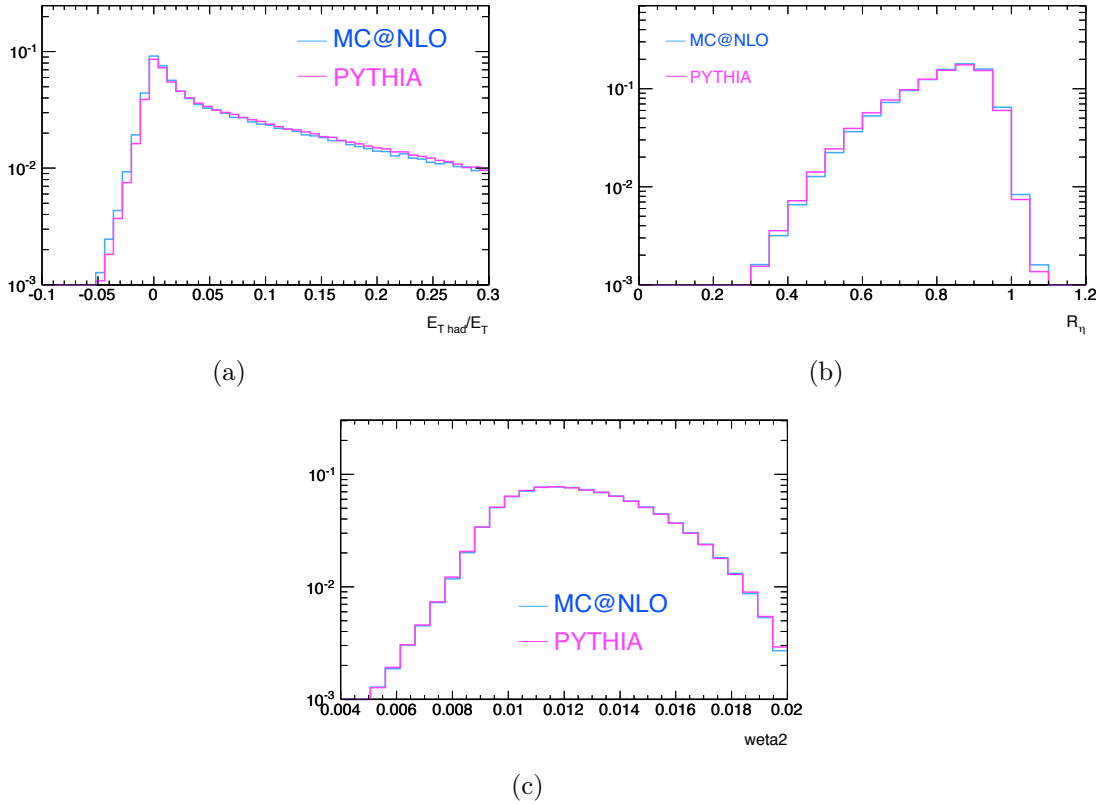 MC@NLO
PYTHIA
10⁻¹
10⁻²
10⁻³
-0.1 -0.05 0 0.05 0.1 0.15 0.2 0.25 0.3
E_T had/E_T
(a)
MC@NLO
PYTHIA
10⁻¹
10⁻²
10⁻³
0 0.2 0.4 0.6 0.8 1 1.2
R_η
(b)
10⁻¹
10⁻²
MC@NLO
PYTHIA
10⁻³
0.004 0.006 0.008 0.01 0.012 0.014 0.016 0.018 0.02
weta2
(c)